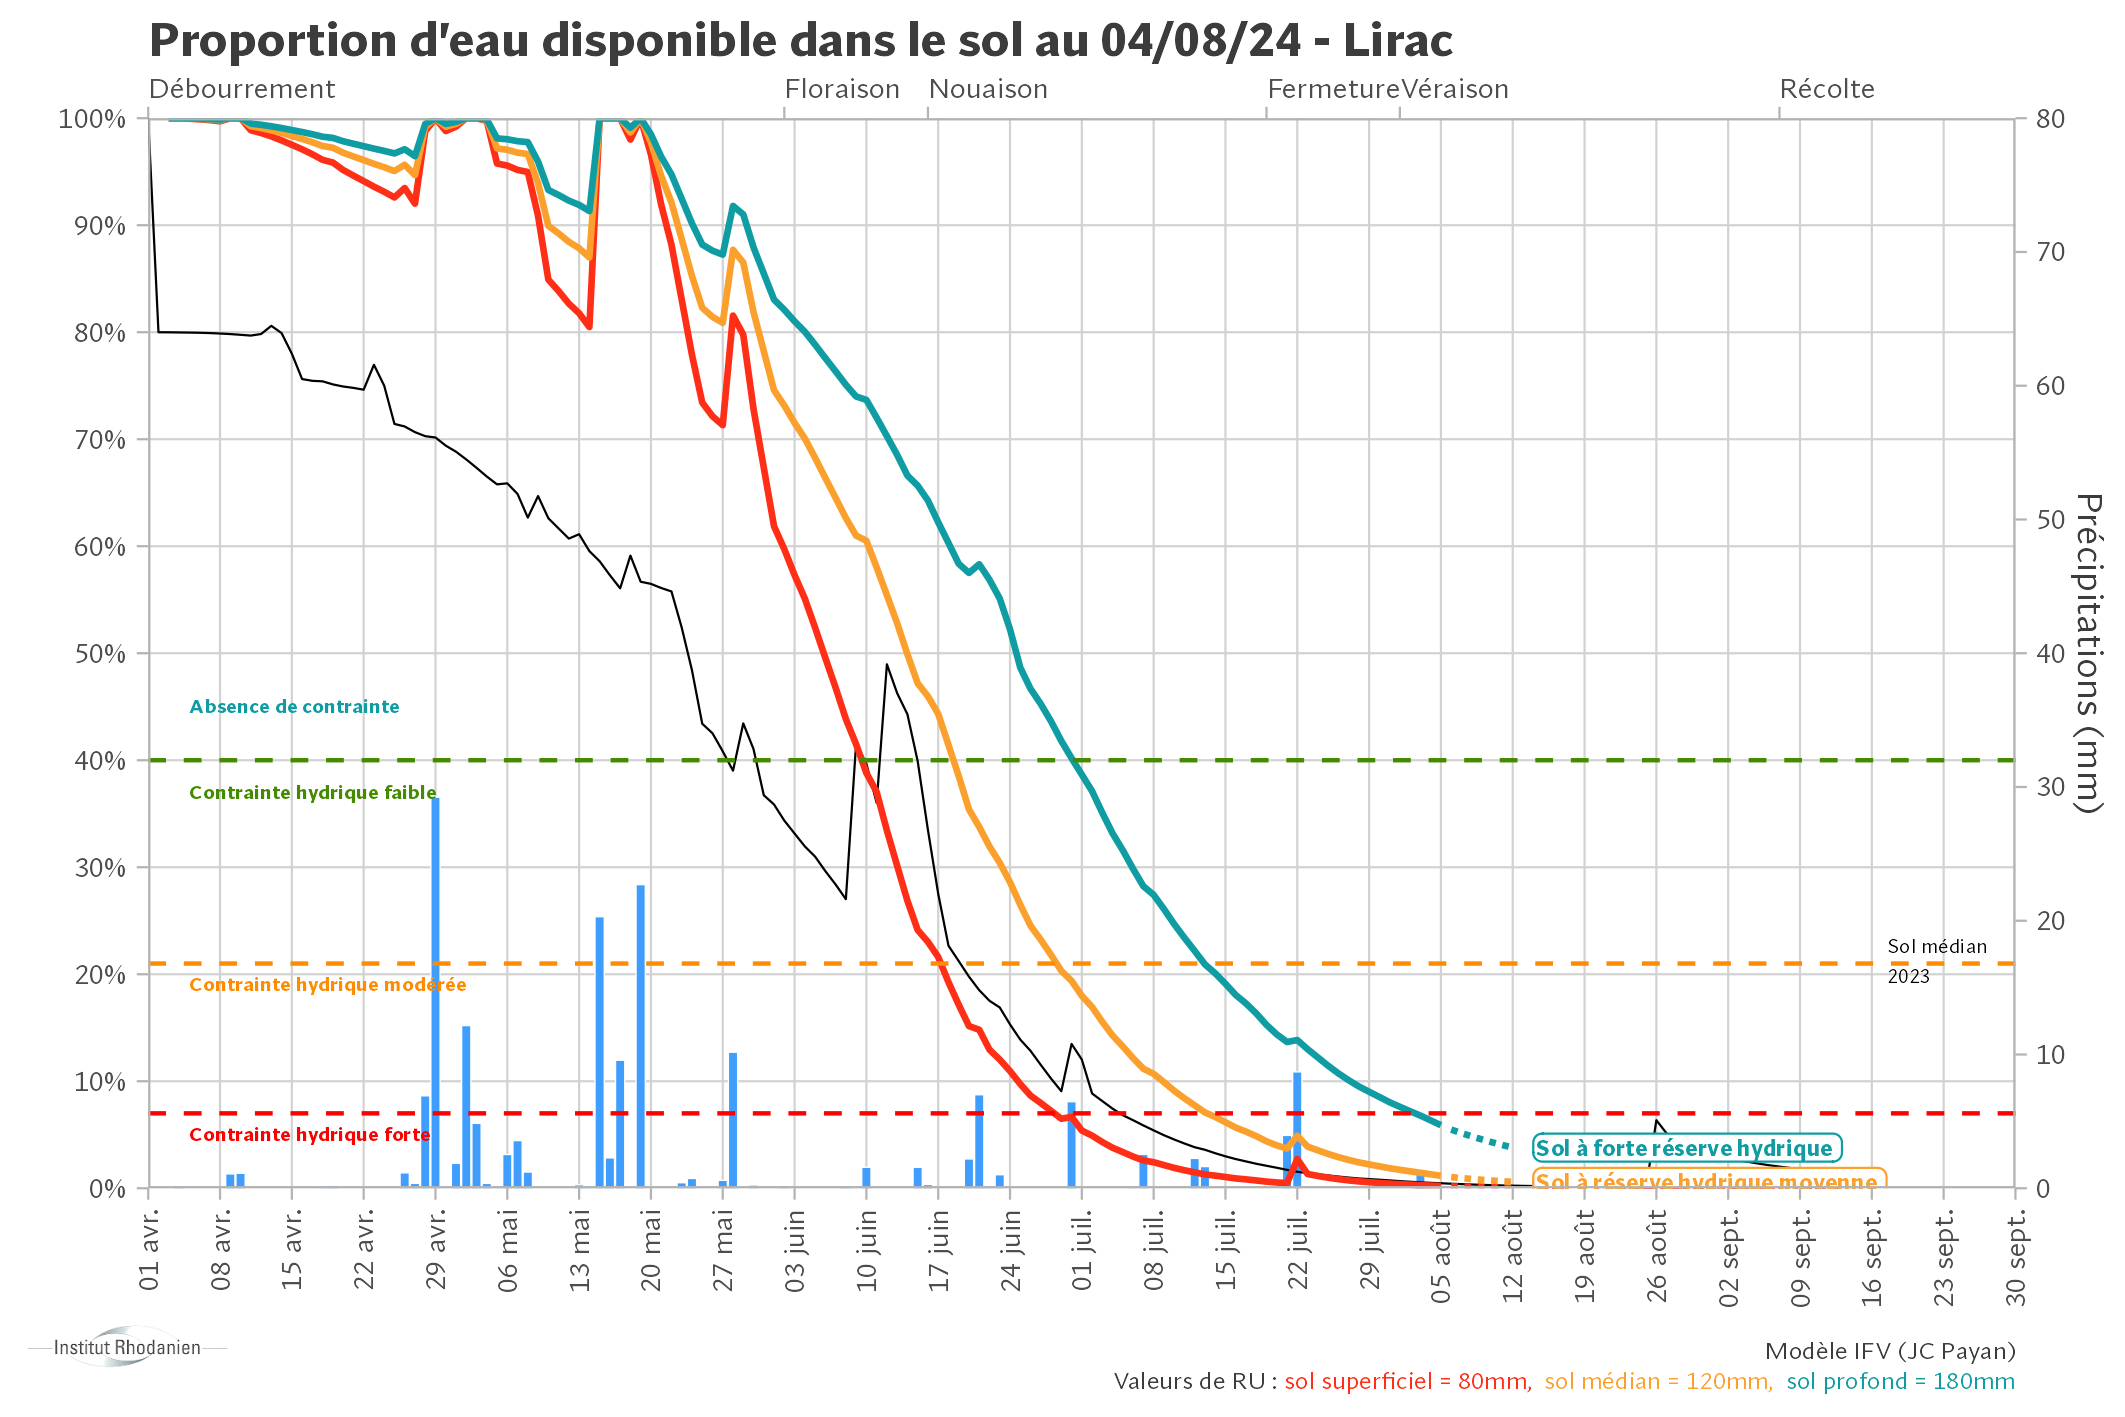 Proportion d'eau disponible dans le sol au 04/08/24 - Lirac
Débourrement Floraison Nouaison Fermeture Véraison Récolte
100%
90%
80%
70%
60%
50%
40%
30%
20%
10%
0%
80
70
60
50
40
30
20
10
0
Précipitations (mm)
Absence de contrainte
Contrainte hydrique faible
Contrainte hydrique modérée
Contrainte hydrique forte
Sol médian
2023
Sol à forte réserve hydrique
Sol à réserve hydrique moyenne
01 avr.
08 avr.
15 avr.
22 avr.
29 avr.
06 mai
13 mai
20 mai
27 mai
03 juin
10 juin
17 juin
24 juin
01 juil.
08 juil.
15 juil.
22 juil.
29 juil.
05 août
12 août
19 août
26 août
02 sept.
09 sept.
16 sept.
23 sept.
30 sept.
Institut Rhodanien
Modèle IFV (JC Payan)
Valeurs de RU : sol superficiel = 80mm, sol médian = 120mm, sol profond = 180mm